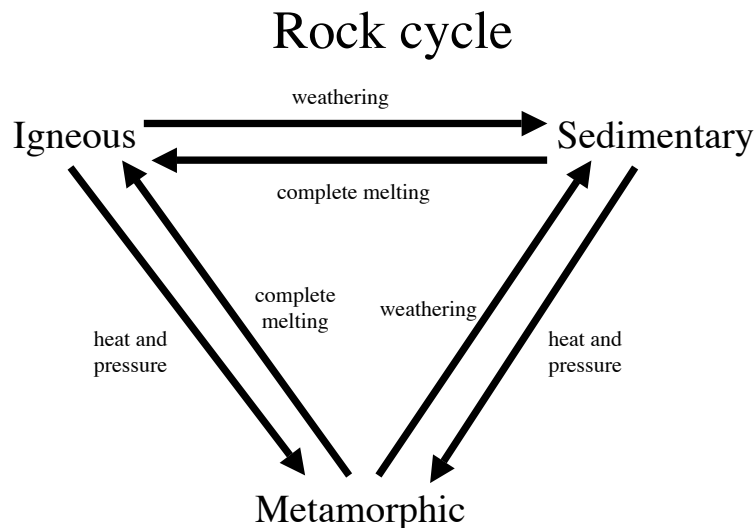 Rock cycle
weathering
Igneous
Sedimentary
complete melting
complete
melting
weathering
heat and
pressure
heat and
pressure
Metamorphic